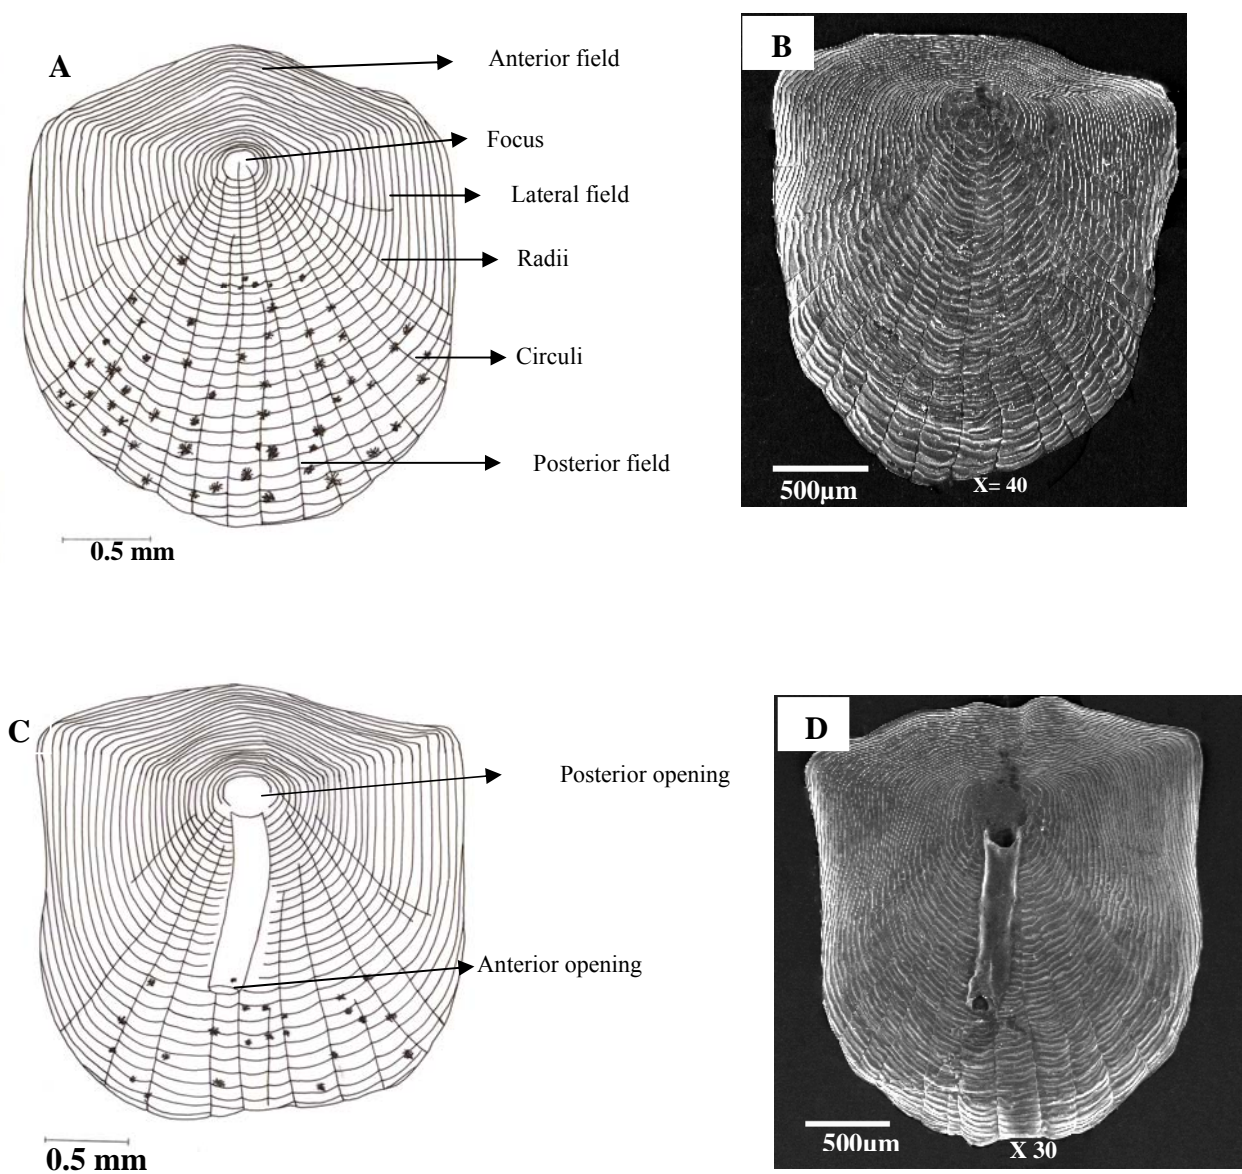 A
Anterior field
Focus
Lateral field
Radii
Circuli
Posterior field
0.5 mm
B
500µm
X= 40
C
Posterior opening
Anterior opening
0.5 mm
D
500µm
X 30